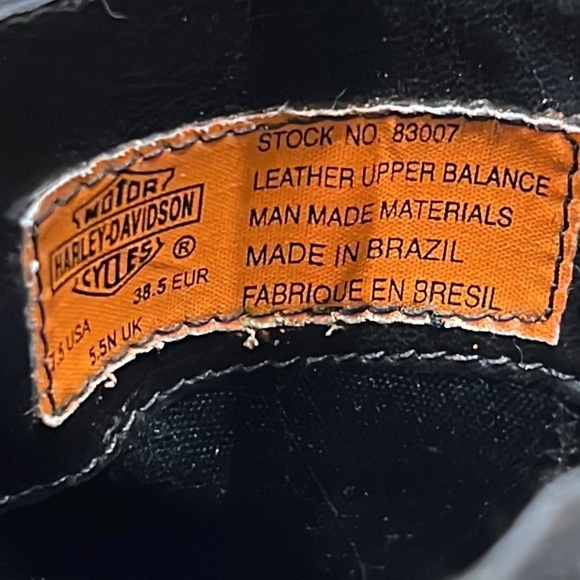 MOTOR
HARLEY-DAVIDSON
CYCLES ®
38.5 EUR
7.5 USA
5.5N UK
STOCK NO. 83007
LEATHER UPPER BALANCE
MAN MADE MATERIALS
MADE IN BRAZIL
FABRIQUE EN BRESIL